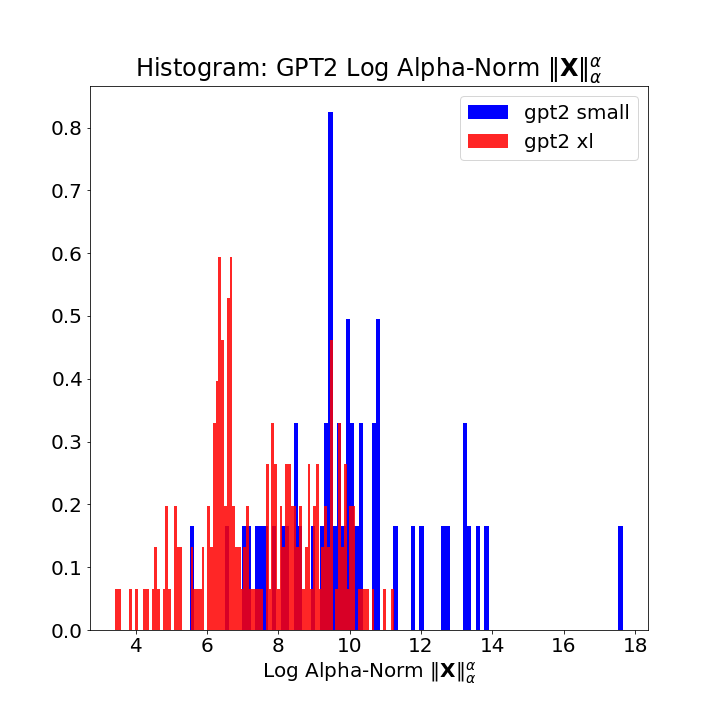 Histogram: GPT2 Log Alpha-Norm ‖X‖αα
gpt2 small
gpt2 xl
0.8
0.7
0.6
0.5
0.4
0.3
0.2
0.1
0.0
4 6 8 10 12 14 16 18
Log Alpha-Norm ‖X‖αα